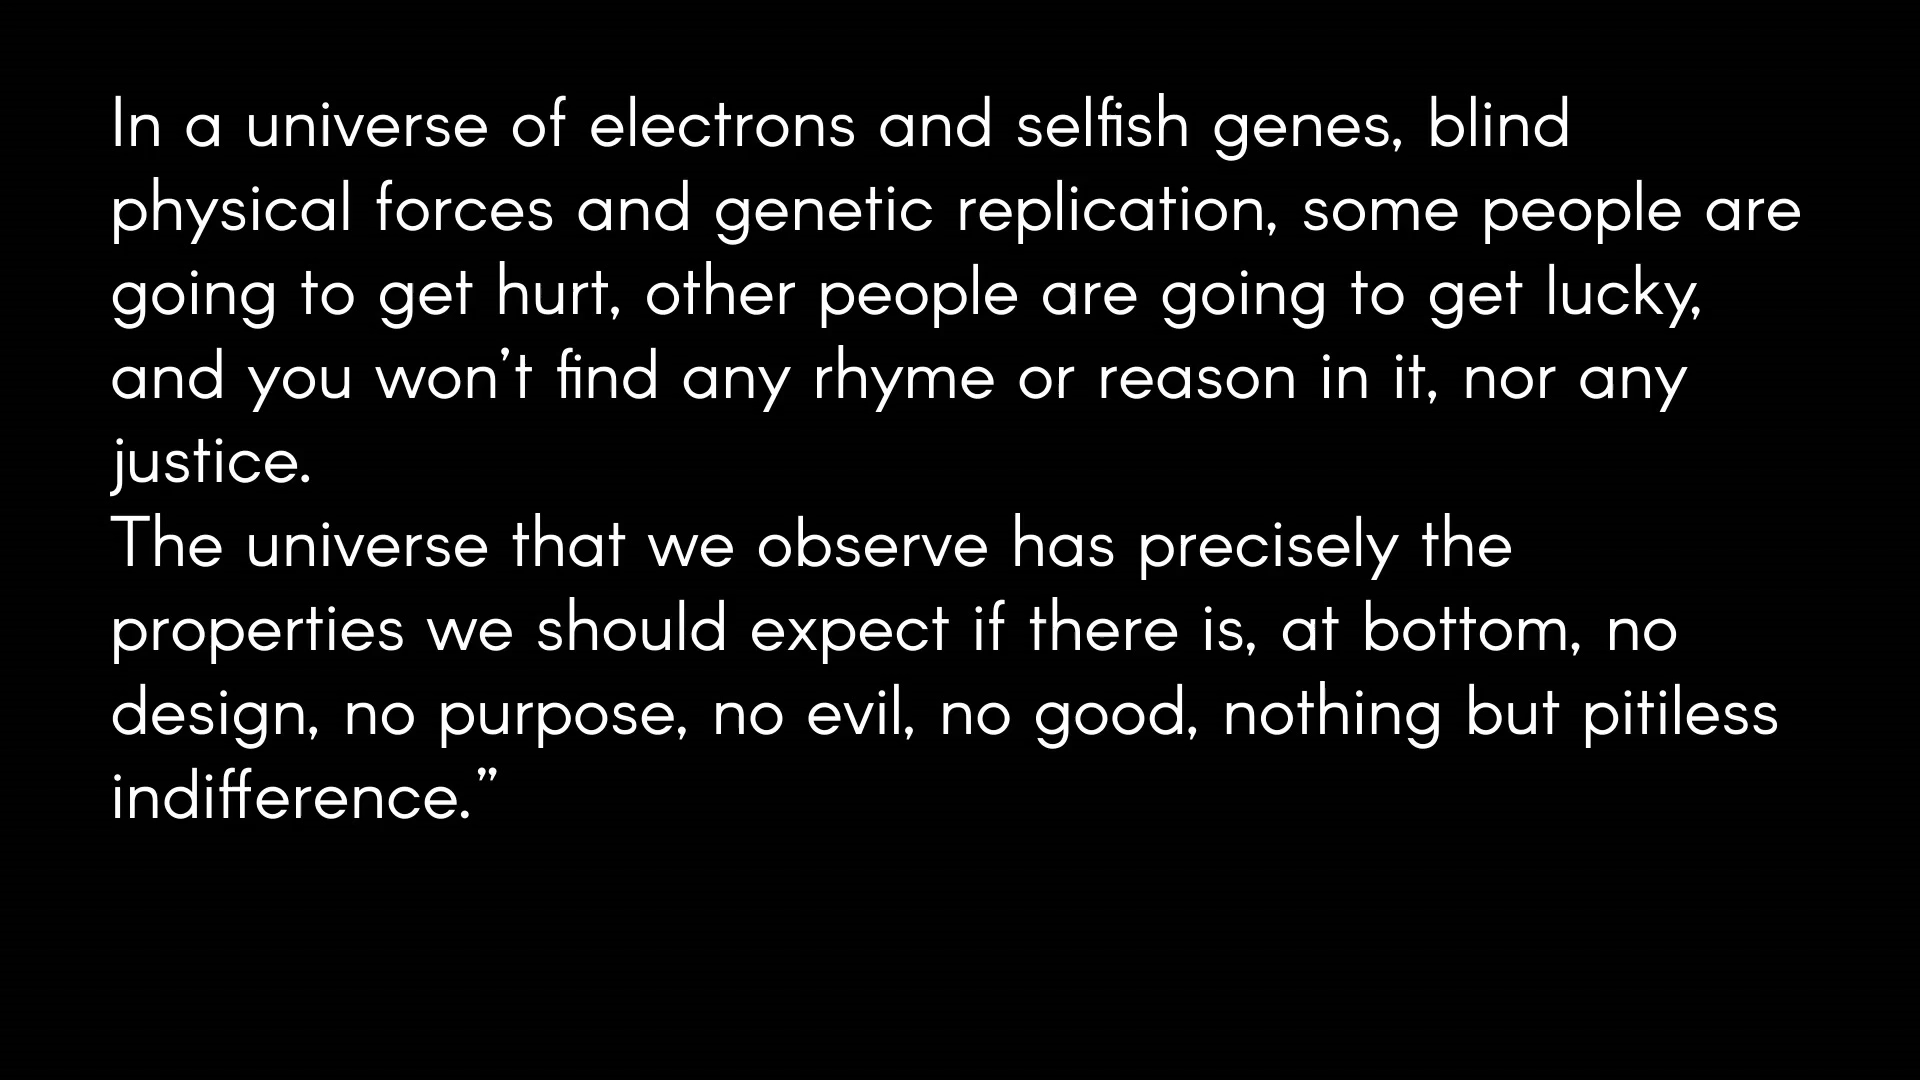 In a universe of electrons and selfish genes, blind
physical forces and genetic replication, some people are
going to get hurt, other people are going to get lucky,
and you won’t find any rhyme or reason in it, nor any
justice.
The universe that we observe has precisely the
properties we should expect if there is, at bottom, no
design, no purpose, no evil, no good, nothing but pitiless
indifference.”